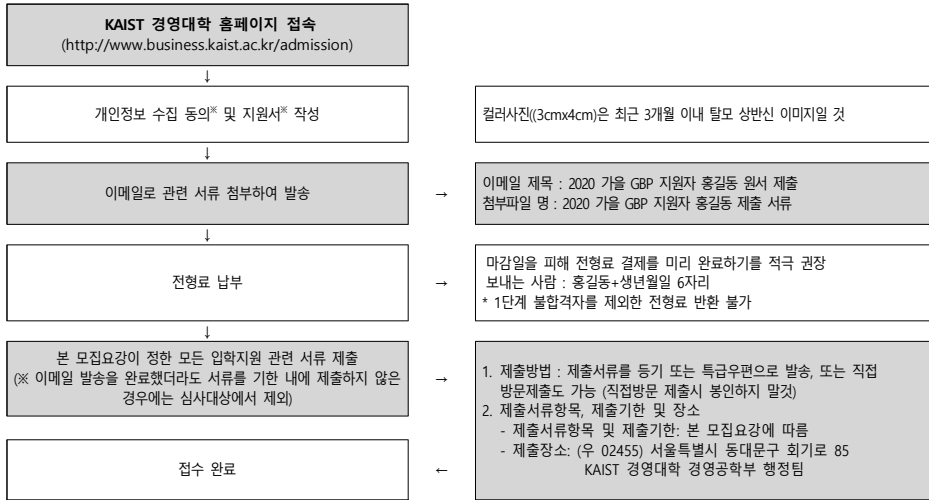 KAIST 경영대학 홈페이지 접속
(http://www.business.kaist.ac.kr/admission)
↓
개인정보 수집 동의※ 및 지원서※ 작성
컬러사진((3cmx4cm)은 최근 3개월 이내 탈모 상반신 이미지일 것
↓
이메일로 관련 서류 첨부하여 발송
→
이메일 제목 : 2020 가을 GBP 지원자 홍길동 원서 제출
첨부파일 명 : 2020 가을 GBP 지원자 홍길동 제출 서류
↓
전형료 납부
→
마감일을 피해 전형료 결제를 미리 완료하기를 적극 권장
보내는 사람 : 홍길동+생년월일 6자리
* 1단계 불합격자를 제외한 전형료 반환 불가
↓
본 모집요강이 정한 모든 입학지원 관련 서류 제출
(※ 이메일 발송을 완료했더라도 서류를 기한 내에 제출하지 않은
경우에는 심사대상에서 제외)
→
1. 제출방법 : 제출서류를 등기 또는 특급우편으로 발송, 또는 직접
방문제출도 가능 (직접방문 제출시 봉인하지 말것)
2. 제출서류항목, 제출기한 및 장소
- 제출서류항목 및 제출기한: 본 모집요강에 따름
- 제출장소: (우 02455) 서울특별시 동대문구 회기로 85
KAIST 경영대학 경영공학부 행정팀
접수 완료
←